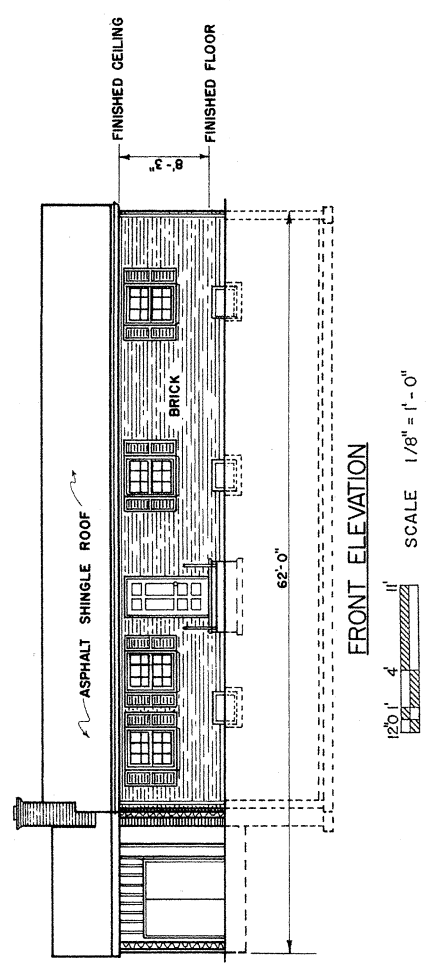 FINISHED CEILING
8'-3"
FINISHED FLOOR
ASPHALT SHINGLE ROOF
BRICK
62'-0"
FRONT ELEVATION
SCALE 1/8" = 1'-0"
12"0 1' 4' 11'